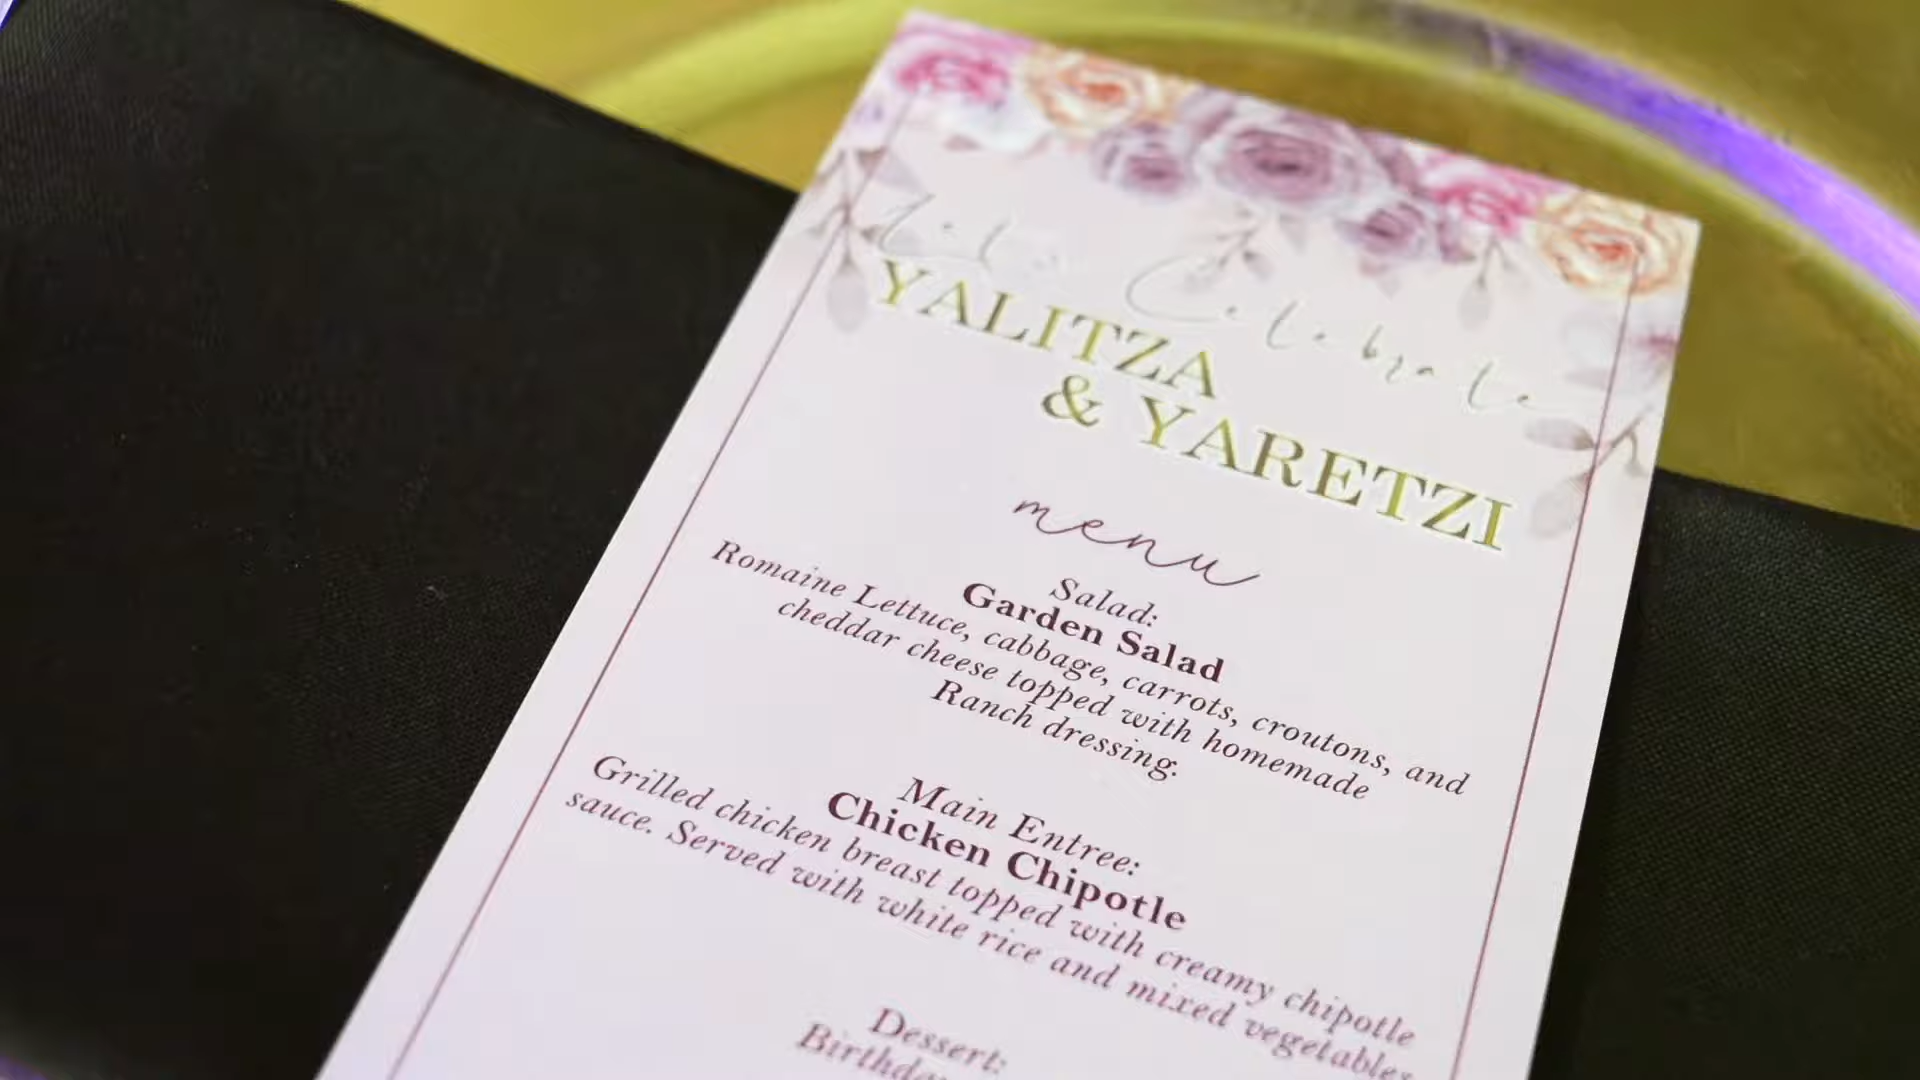 Let's Celebrate
YALITZA
& YARETZI
menu
Salad:
Garden Salad
Romaine Lettuce, cabbage, carrots, croutons, and
cheddar cheese topped with homemade
Ranch dressing.
Main Entree:
Chicken Chipotle
Grilled chicken breast topped with creamy chipotle
sauce. Served with white rice and mixed vegetables
Dessert: